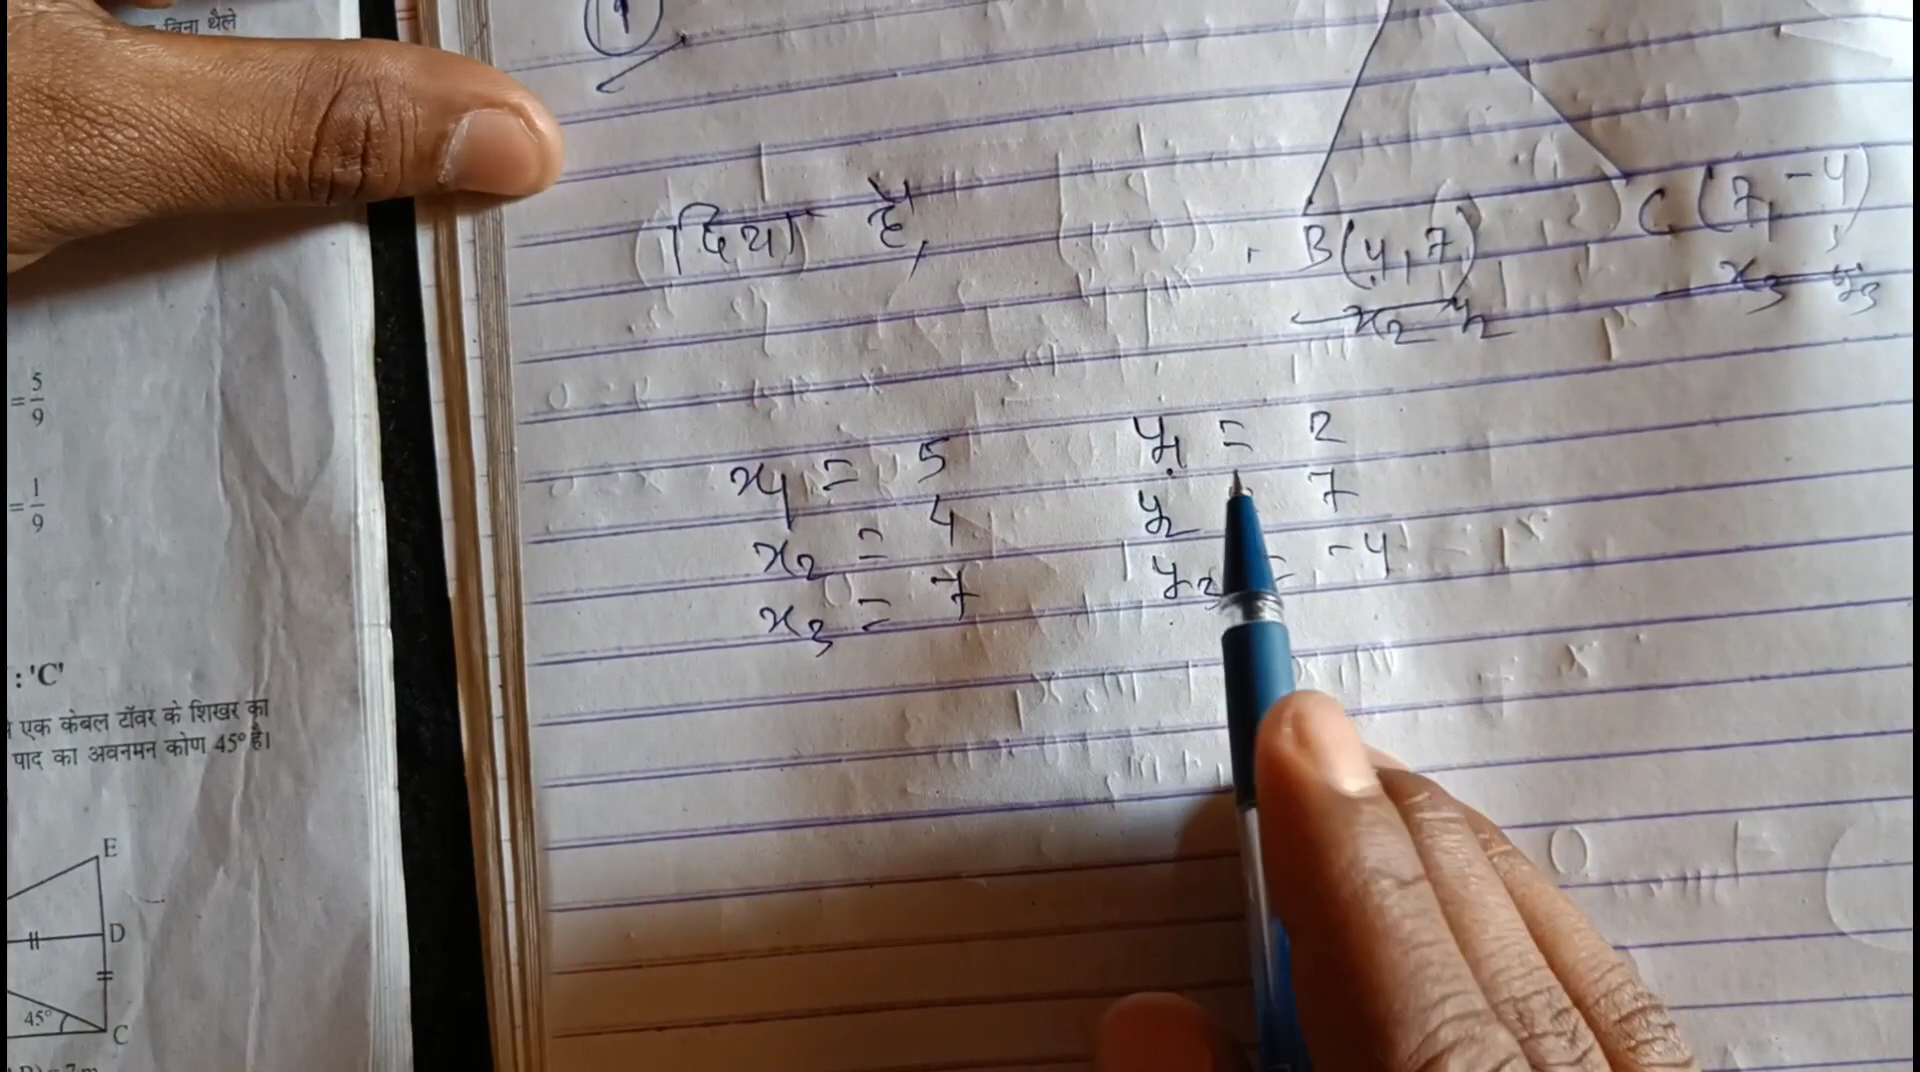 बिना थैले
= 5/9
= 1/9
: 'C'
एक केबल टॉवर के शिखर का
पाद का अवनमन कोण 45° है।
E
D
45°
C
दिया है,
B(4,7)
x₂ y₂
C (7,-4)
x₃ y₃
x₁ = 5
y₁ = 2
x₂ = 4
y₂ 7
x₃ = 7
y₃ = -4